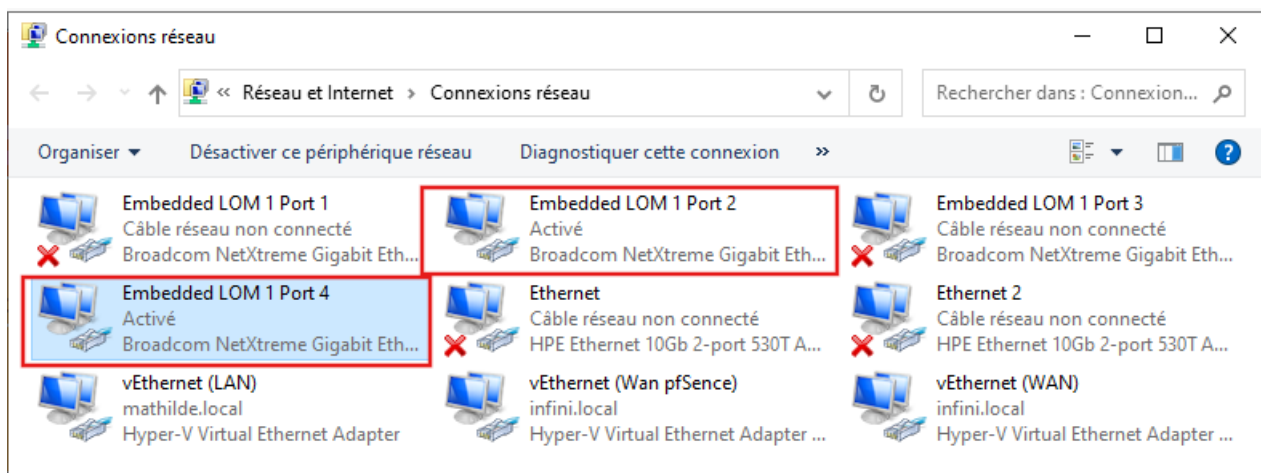 Connexions réseau
« Réseau et Internet > Connexions réseau
Rechercher dans : Connexion...
Organiser Désactiver ce périphérique réseau Diagnostiquer cette connexion »
Embedded LOM 1 Port 1
Câble réseau non connecté
Broadcom NetXtreme Gigabit Eth...
Embedded LOM 1 Port 2
Activé
Broadcom NetXtreme Gigabit Eth...
Embedded LOM 1 Port 3
Câble réseau non connecté
Broadcom NetXtreme Gigabit Eth...
Embedded LOM 1 Port 4
Activé
Broadcom NetXtreme Gigabit Eth...
Ethernet
Câble réseau non connecté
HPE Ethernet 10Gb 2-port 530T A...
Ethernet 2
Câble réseau non connecté
HPE Ethernet 10Gb 2-port 530T A...
vEthernet (LAN)
mathilde.local
Hyper-V Virtual Ethernet Adapter
vEthernet (Wan pfSence)
infini.local
Hyper-V Virtual Ethernet Adapter ...
vEthernet (WAN)
infini.local
Hyper-V Virtual Ethernet Adapter ...